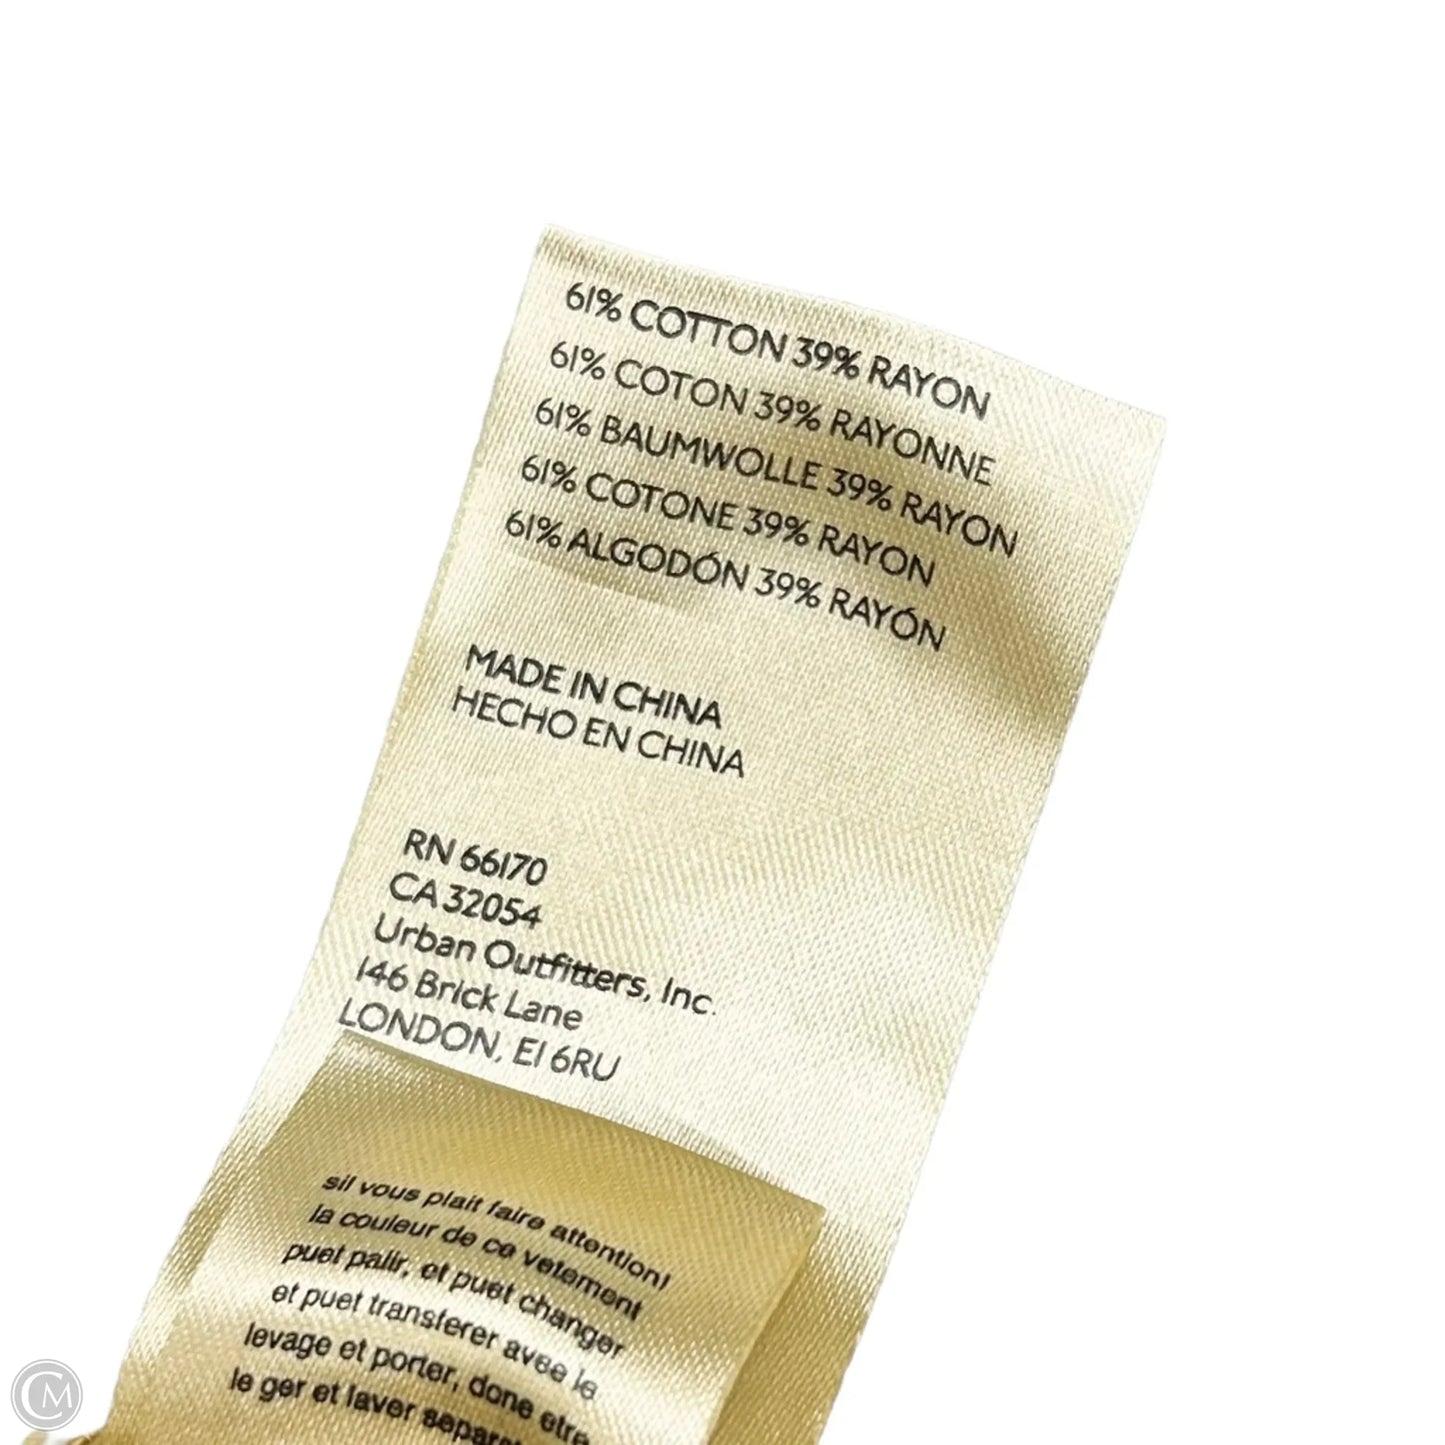 61% COTTON 39% RAYON
61% COTON 39% RAYONNE
61% BAUMWOLLE 39% RAYON
61% COTONE 39% RAYON
61% ALGODÓN 39% RAYÓN
MADE IN CHINA
HECHO EN CHINA
RN 66170
CA 32054
Urban Outfitters, Inc.
146 Brick Lane
LONDON, E1 6RU
sil vous plait faire attention!
la couleur de ce vetement
puet palir, et puet changer
et puet transferer avee le
levage et porter, done etre
le ger et laver
CM